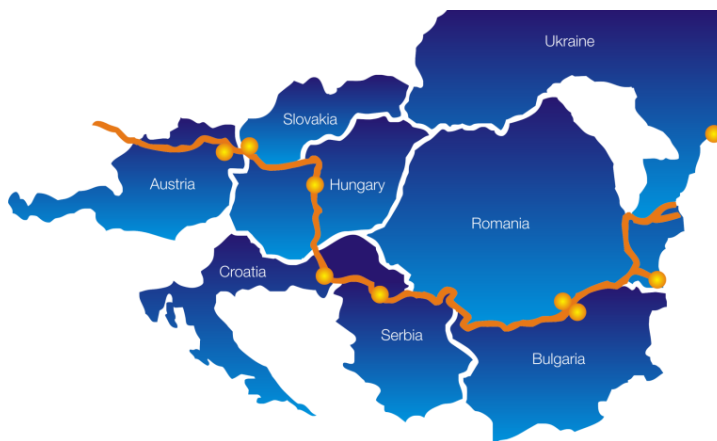 Ukraine
Slovakia
Austria
Hungary
Romania
Croatia
Serbia
Bulgaria